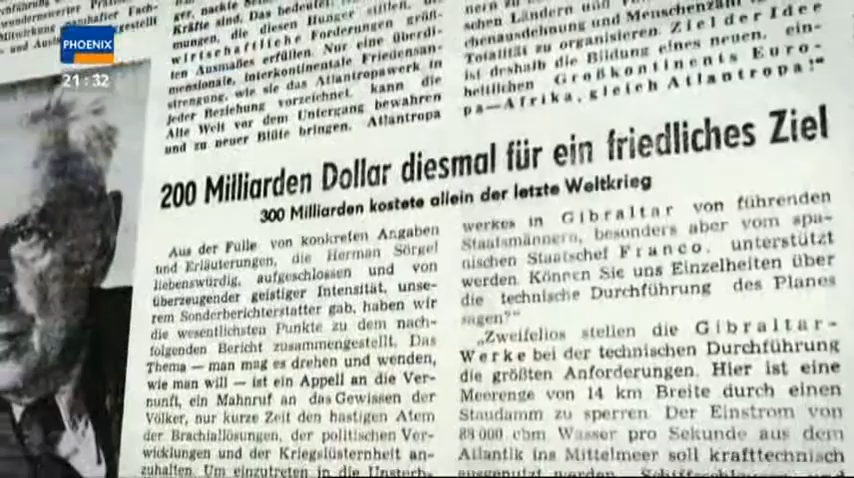 PHOENIX
21:32
wundernswerter
Mitwirkung namhafter Fach-
und
gestellt
ger, nackte
Kräfte sind. Das bedeutet,
mungen, die diesen Hunger stillen, die
wirtschaftliche Forderungen größ-
ten Ausmaßes erfüllen. Nur eine überdi-
mensionale, interkontinentale Friedensan-
strengung, wie sie das Atlantropawerk in
jeder Beziehung vorzeichnet, kann die
Alte Welt vor dem Untergang bewahren
und zu neuer Blüte bringen. Atlantropa
schen Ländern und
chenausdehnung und Menschenzahl
Totalität zu organisieren. Ziel der Idee
ist deshalb die Bildung eines neuen, ein-
heitlichen Großkontinents Euro-
pa—Afrika, gleich Atlantropa!"
200 Milliarden Dollar diesmal für ein friedliches Ziel
300 Milliarden kostete allein der letzte Weltkrieg
Aus der Fülle von konkreten Angaben
und Erläuterungen, die Herman Sörgel
liebenswürdig, aufgeschlossen und von
überzeugender geistiger Intensität, unse-
rem Sonderberichterstatter gab, haben wir
die wesentlichsten Punkte zu dem nach-
folgenden Bericht zusammengestellt. Das
Thema — man mag es drehen und wenden,
wie man will — ist ein Appell an die Ver-
nunft, ein Mahnruf an das Gewissen der
Völker, nur kurze Zeit den hastigen Atem
der Brachiallösungen, der politischen Ver-
wicklungen und der Kriegslüsternheit an-
zuhalten. Um einzutreten in die
werkes in Gibraltar von führenden
Staatsmännern, besonders aber vom spa-
nischen Staatschef Franco, unterstützt
werden. Können Sie uns Einzelheiten über
die technische Durchführung des Planes
sagen?"
„Zweifellos stellen die Gibraltar-
Werke bei der technischen Durchführung
die größten Anforderungen. Hier ist eine
Meerenge von 14 km Breite durch einen
Staudamm zu sperren. Der Einstrom von
88 000 cbm Wasser pro Sekunde aus dem
Atlantik ins Mittelmeer soll krafttechnisch
ausgenutzt werden.